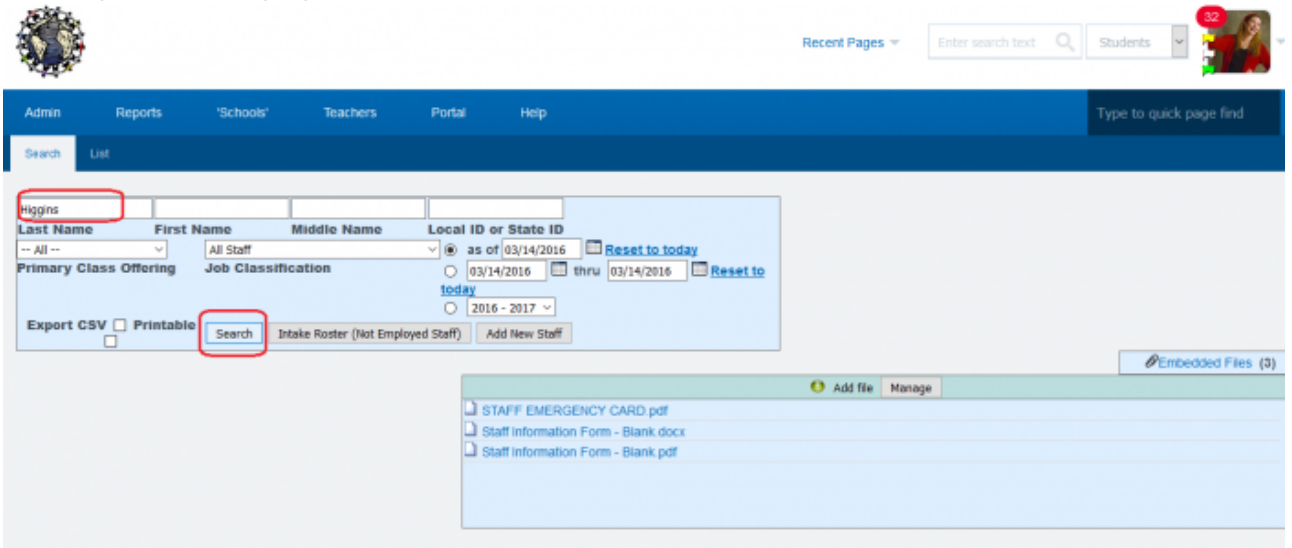 32
Recent Pages
Enter search text
Students
Admin Reports 'Schools' Teachers Portal Help
Type to quick page find
Search List
Higgins
Last Name First Name Middle Name Local ID or State ID
-- All -- All Staff as of 03/14/2016 Reset to today
Primary Class Offering Job Classification 03/14/2016 thru 03/14/2016 Reset to
today
2016 - 2017
Export CSV Printable Search Intake Roster (Not Employed Staff) Add New Staff
Embedded Files (3)
Add file Manage
STAFF EMERGENCY CARD.pdf
Staff Information Form - Blank.docx
Staff Information Form - Blank.pdf